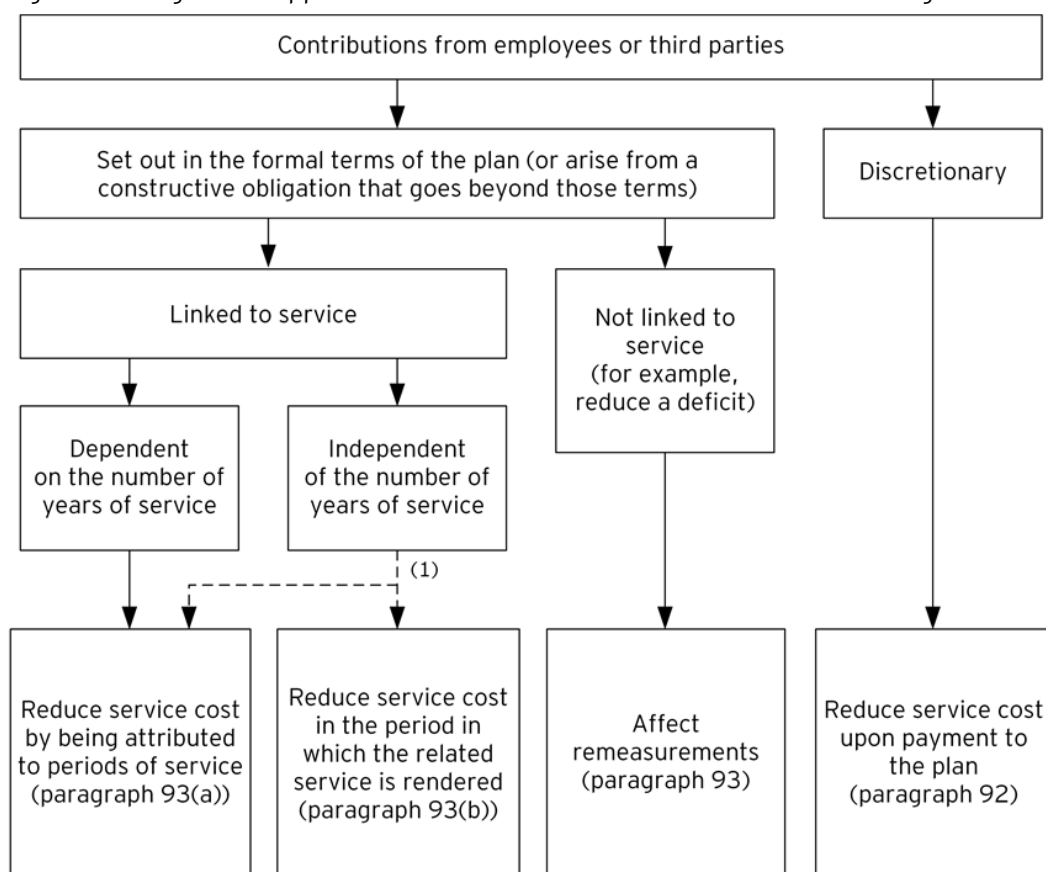 Contributions from employees or third parties
Set out in the formal terms of the plan (or arise from a
constructive obligation that goes beyond those terms)
Discretionary
Linked to service
Not linked to
service
(for example,
reduce a deficit)
Dependent
on the number of
years of service
Independent
of the number of
years of service
(1)
Reduce service cost
by being attributed
to periods of service
(paragraph 93(a))
Reduce service cost
in the period in
which the related
service is rendered
(paragraph 93(b))
Affect
remeasurements
(paragraph 93)
Reduce service cost
upon payment to
the plan
(paragraph 92)